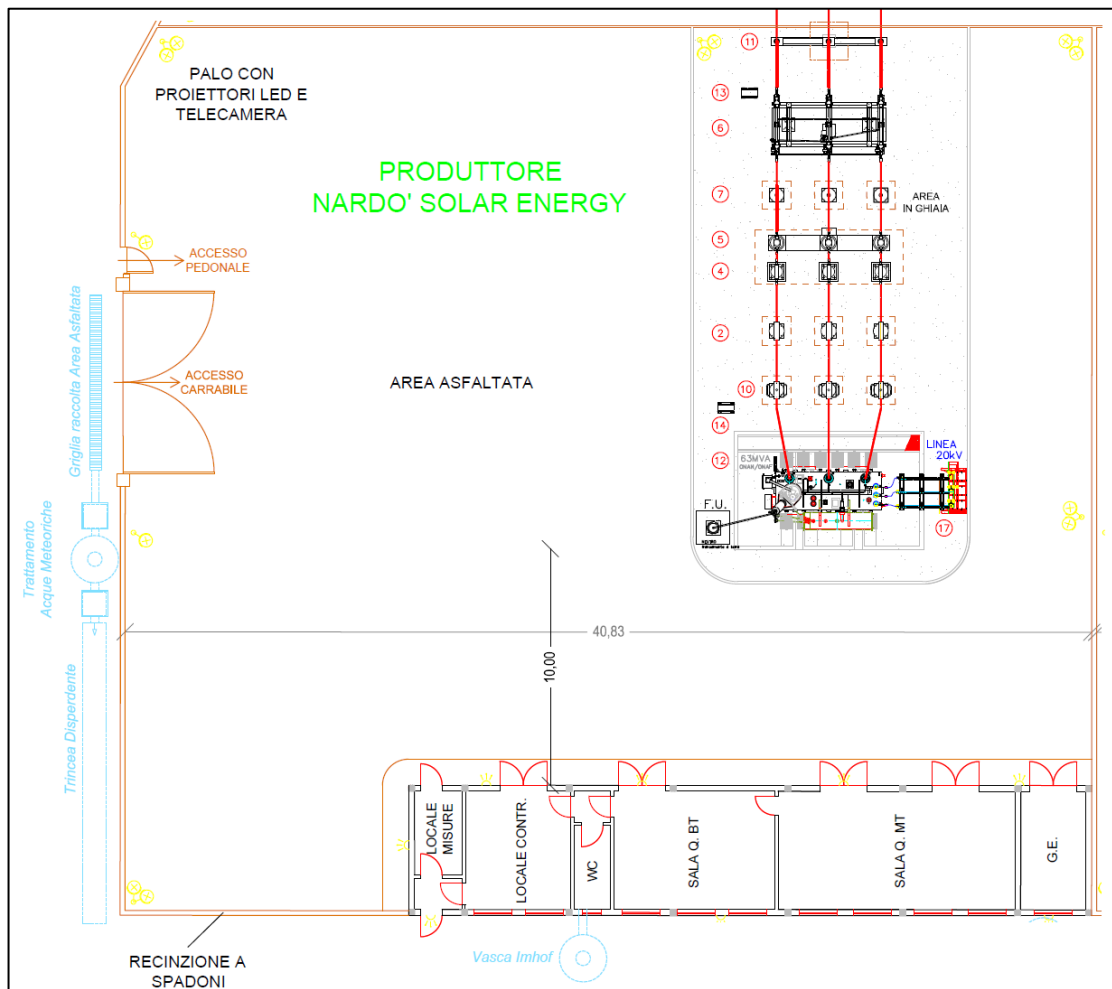 11
PALO CON
PROIETTORI LED E
TELECAMERA
13
6
PRODUTTORE
NARDO' SOLAR ENERGY
7
AREA
IN GHIAIA
5
4
ACCESSO
PEDONALE
Griglia raccolta Area Asfaltata
2
ACCESSO
CARRABILE
AREA ASFALTATA
10
14
LINEA
20kV
12
63MVA
ONAN/ONAF
F.U.
17
Trattamento
Acque Meteoriche
40,83
10,00
Trincea Disperdente
LOCALE
MISURE
LOCALE CONTR.
WC
SALA Q. BT
SALA Q. MT
G.E.
Vasca Imhof
RECINZIONE A
SPADONI